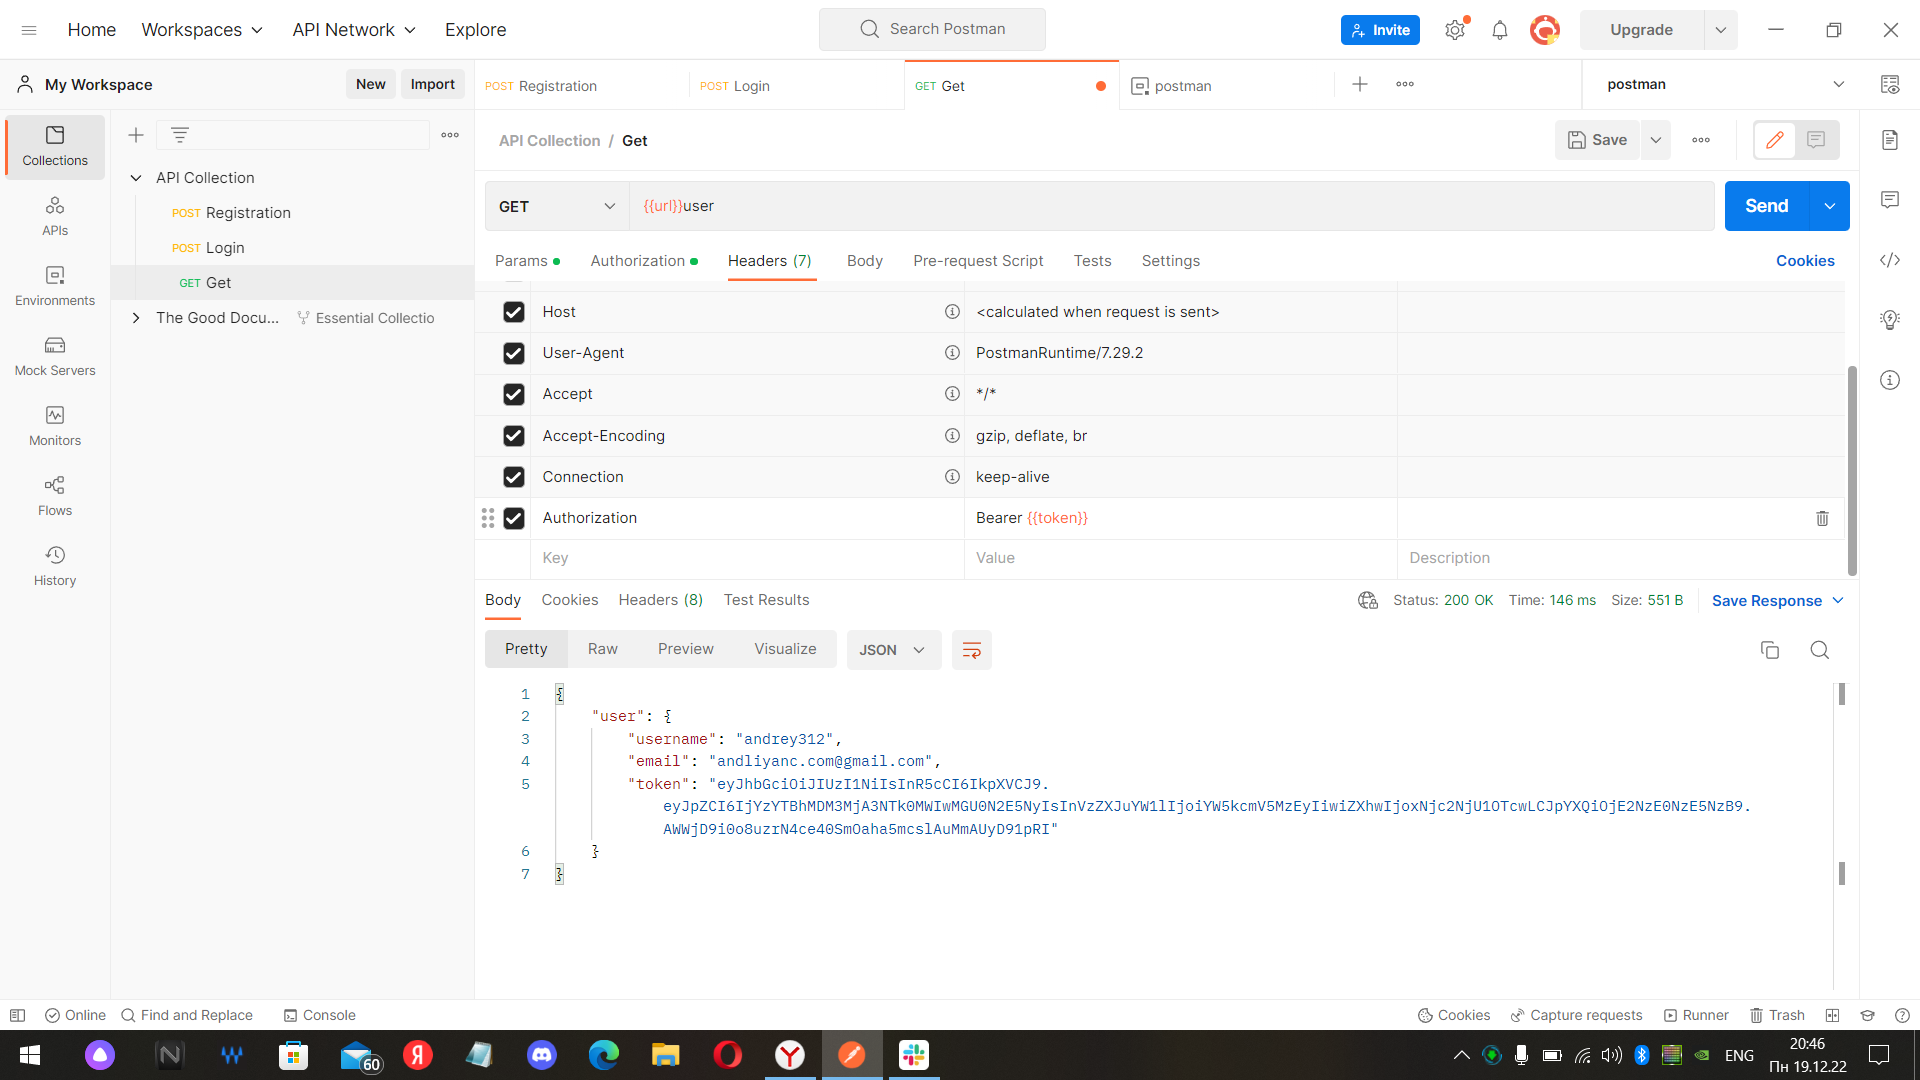 Home Workspaces API Network Explore Search Postman Invite Upgrade
My Workspace New Import POST Registration POST Login GET Get postman postman
Collections
APIs
Environments
Mock Servers
Monitors
Flows
History
API Collection
POST Registration
POST Login
GET Get
The Good Docu... Essential Collectio
API Collection / Get Save
GET {{url}}user Send
Params Authorization Headers (7) Body Pre-request Script Tests Settings Cookies
Host <calculated when request is sent>
User-Agent PostmanRuntime/7.29.2
Accept */*
Accept-Encoding gzip, deflate, br
Connection keep-alive
Authorization Bearer {{token}}
Key Value Description
Body Cookies Headers (8) Test Results Status: 200 OK Time: 146 ms Size: 551 B Save Response
Pretty Raw Preview Visualize JSON
1 {
2 "user": {
3 "username": "andrey312",
4 "email": "andliyanc.com@gmail.com",
5 "token": "eyJhbGciOiJIUzI1NiIsInR5cCI6IkpXVCJ9.
eyJpZCI6IjYzYTBhMDM3MjA3NTk0MWIwMGU0N2E5NyIsInVzZXJuYW1lIjoiYW5kcmV5MzEyIiwiZXhwIjoxNjc2NjU1OTcwLCJpYXQiOjE2NzE0NzE5NzB9.
AWWjD9i0o8uzrN4ce40SmOaha5mcslAuMmAUyD91pRI"
6 }
7 }
Online Find and Replace Console Cookies Capture requests Runner Trash
60 ENG 20:46
Пн 19.12.22